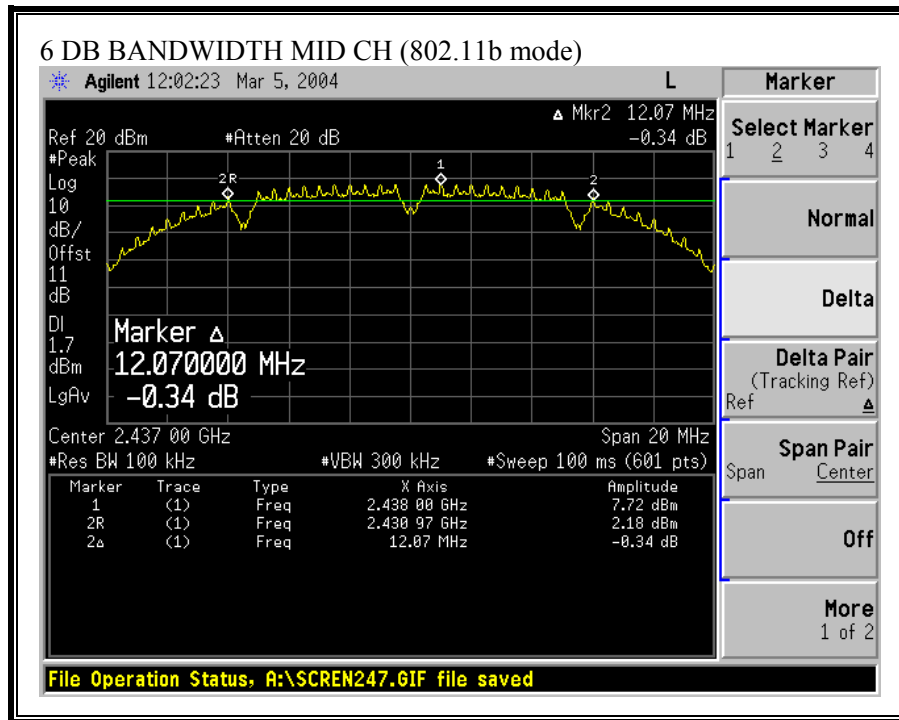 6 DB BANDWIDTH MID CH (802.11b mode)
Agilent 12:02:23 Mar 5, 2004 L
Marker
Δ Mkr2 12.07 MHz
Ref 20 dBm #Atten 20 dB -0.34 dB
#Peak
Log
10
dB/
Offst
11
dB
DI
1.7
dBm
LgAv
2R
1
2
Marker Δ
12.070000 MHz
-0.34 dB
Center 2.437 00 GHz Span 20 MHz
#Res BW 100 kHz #VBW 300 kHz #Sweep 100 ms (601 pts)
Marker Trace Type X Axis Amplitude
1 (1) Freq 2.438 00 GHz 7.72 dBm
2R (1) Freq 2.430 97 GHz 2.18 dBm
2Δ (1) Freq 12.07 MHz -0.34 dB
Select Marker
1 2 3 4
Normal
Delta
Delta Pair
(Tracking Ref)
Ref Δ
Span Pair
Span Center
Off
More
1 of 2
File Operation Status, A:\SCREN247.GIF file saved